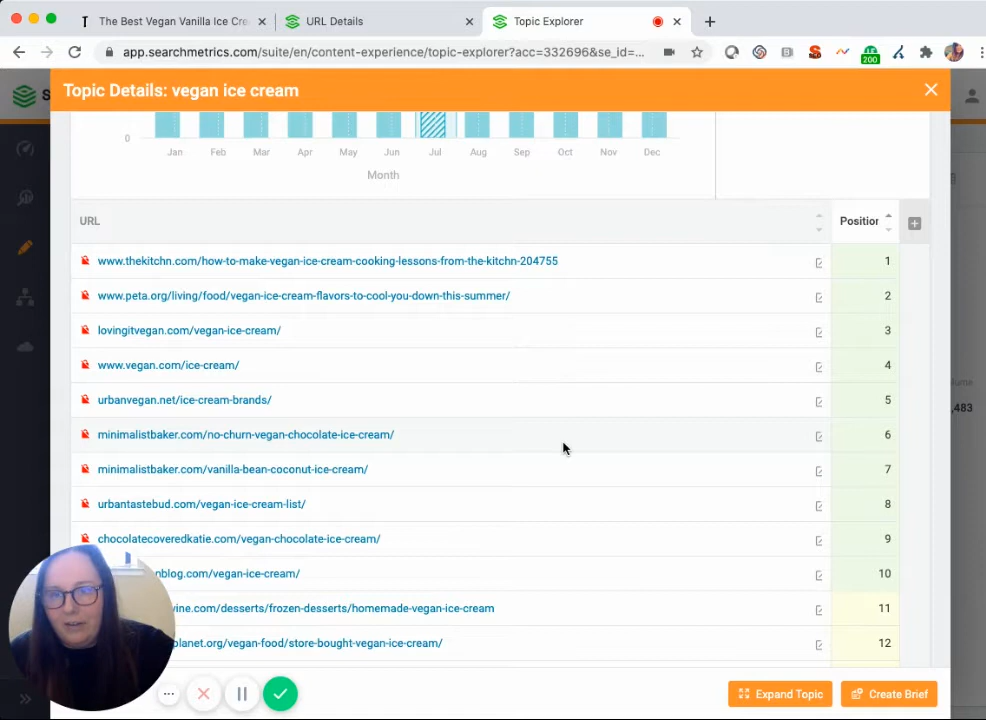 The Best Vegan Vanilla Ice Cre
URL Details
Topic Explorer
app.searchmetrics.com/suite/en/content-experience/topic-explorer?acc=332696&se_id=...
200
Topic Details: vegan ice cream
0
Jan Feb Mar Apr May Jun Jul Aug Sep Oct Nov Dec
Month
URL Position
www.thekitchn.com/how-to-make-vegan-ice-cream-cooking-lessons-from-the-kitchn-204755 1
www.peta.org/living/food/vegan-ice-cream-flavors-to-cool-you-down-this-summer/ 2
lovingitvegan.com/vegan-ice-cream/ 3
www.vegan.com/ice-cream/ 4
urbanvegan.net/ice-cream-brands/ 5
,483
minimalistbaker.com/no-churn-vegan-chocolate-ice-cream/ 6
minimalistbaker.com/vanilla-bean-coconut-ice-cream/ 7
urbantastebud.com/vegan-ice-cream-list/ 8
chocolatecoveredkatie.com/vegan-chocolate-ice-cream/ 9
nblog.com/vegan-ice-cream/ 10
vine.com/desserts/frozen-desserts/homemade-vegan-ice-cream 11
planet.org/vegan-food/store-bought-vegan-ice-cream/ 12
Expand Topic
Create Brief